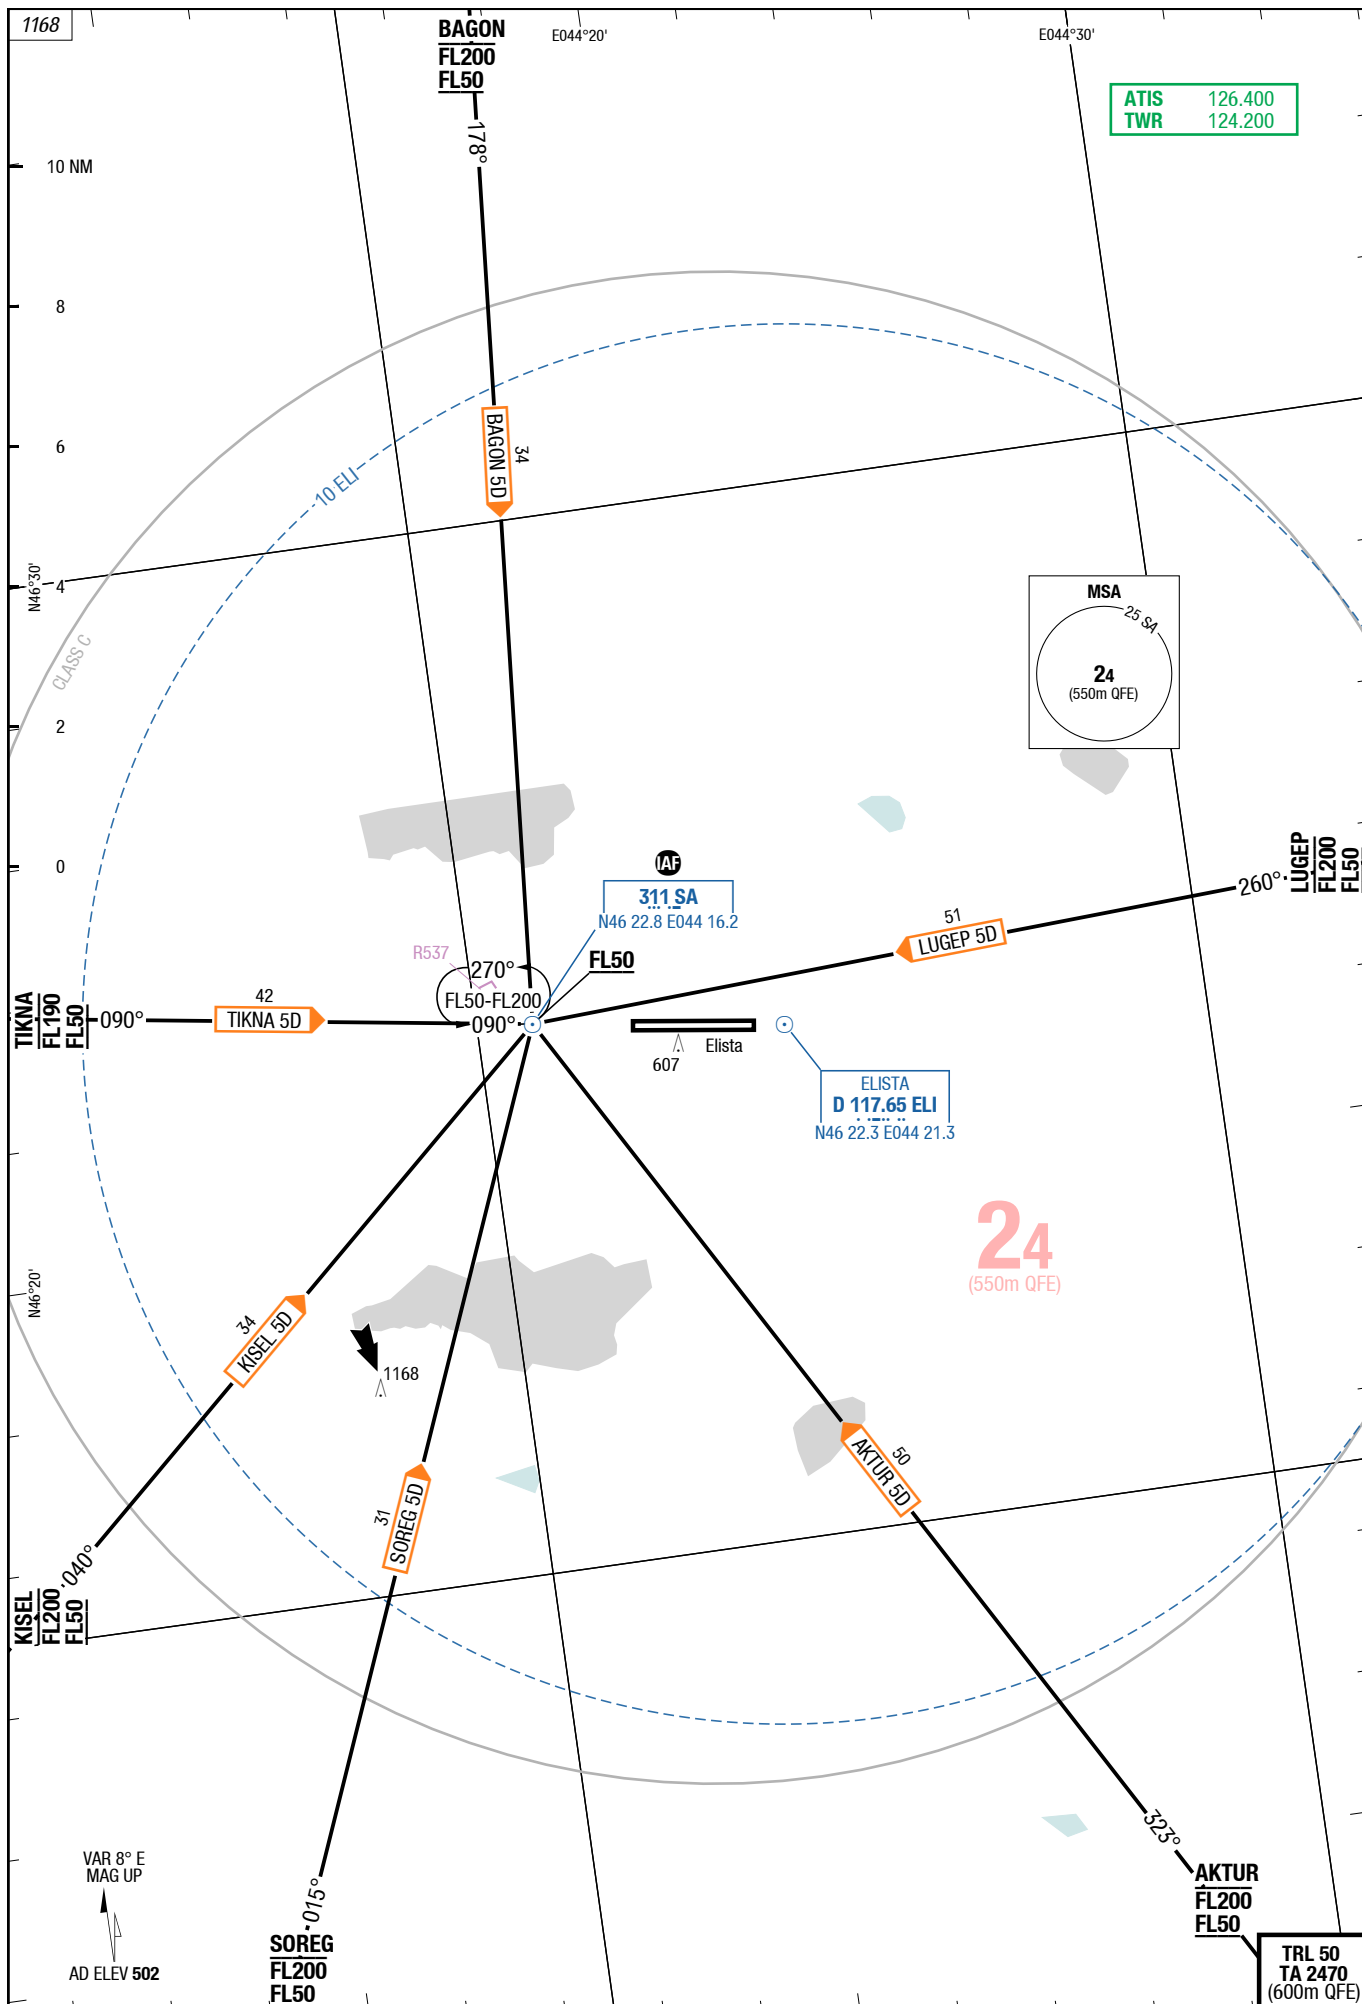 1168
BAGON
FL200
FL50
E044°20'
E044°30'
ATIS 126.400
TWR 124.200
178°
10 NM
8
6
4
2
0
BAGON 5D
34
10 ELI
N46°30'
CLASS C
MSA
25 SA
24
(550m QFE)
IAF
311 SA
N46 22.8 E044 16.2
LUGEP
FL200
FL50
260°
51
LUGEP 5D
R537
270°
FL50
FL50-FL200
090°
TIKNA
FL190
FL50
090°
42
TIKNA 5D
607
Elista
ELISTA
D 117.65 ELI
N46 22.3 E044 21.3
24
(550m QFE)
N46°20'
34
KISEL 5D
1168
50
AKTUR 5D
31
SOREG 5D
040°
KISEL
FL200
FL50
323°
AKTUR
FL200
FL50
VAR 8° E
MAG UP
AD ELEV 502
015°
SOREG
FL200
FL50
TRL 50
TA 2470
(600m QFE)